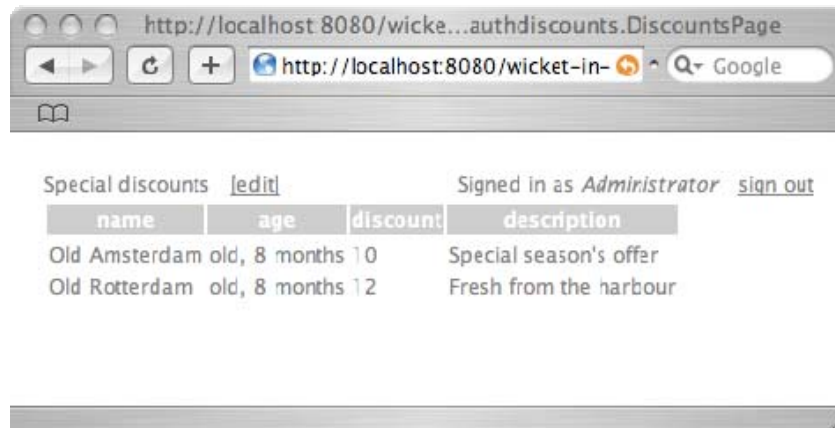 http://localhost:8080/wicke...authdiscounts.DiscountsPage
http://localhost:8080/wicket-in- Google
Special discounts [edit] Signed in as Administrator sign out
name age discount description
Old Amsterdam old, 8 months 10 Special season's offer
Old Rotterdam old, 8 months 12 Fresh from the harbour